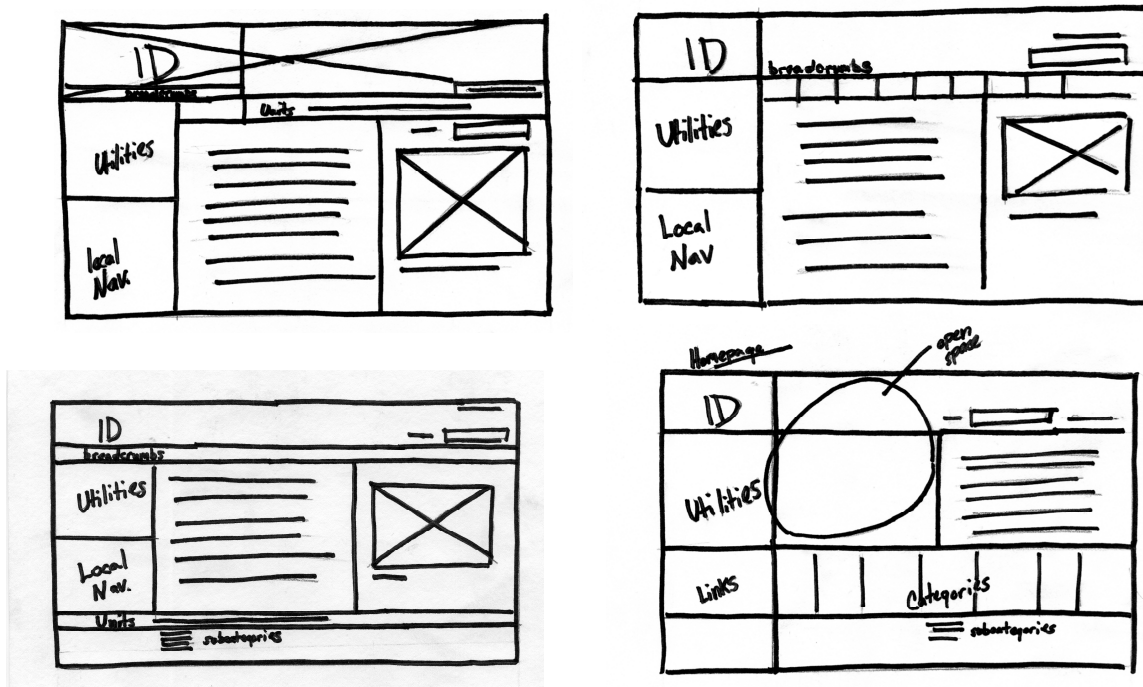 ID
breadcrumbs
Units
Utilities
local
Nav.
ID
breadcrumbs
Utilities
Local
Nav
ID
breadcrumbs
Utilities
Local
Nav.
Units
subcategories
Homepage
open
space
ID
Utilities
Links
Categories
subcategories